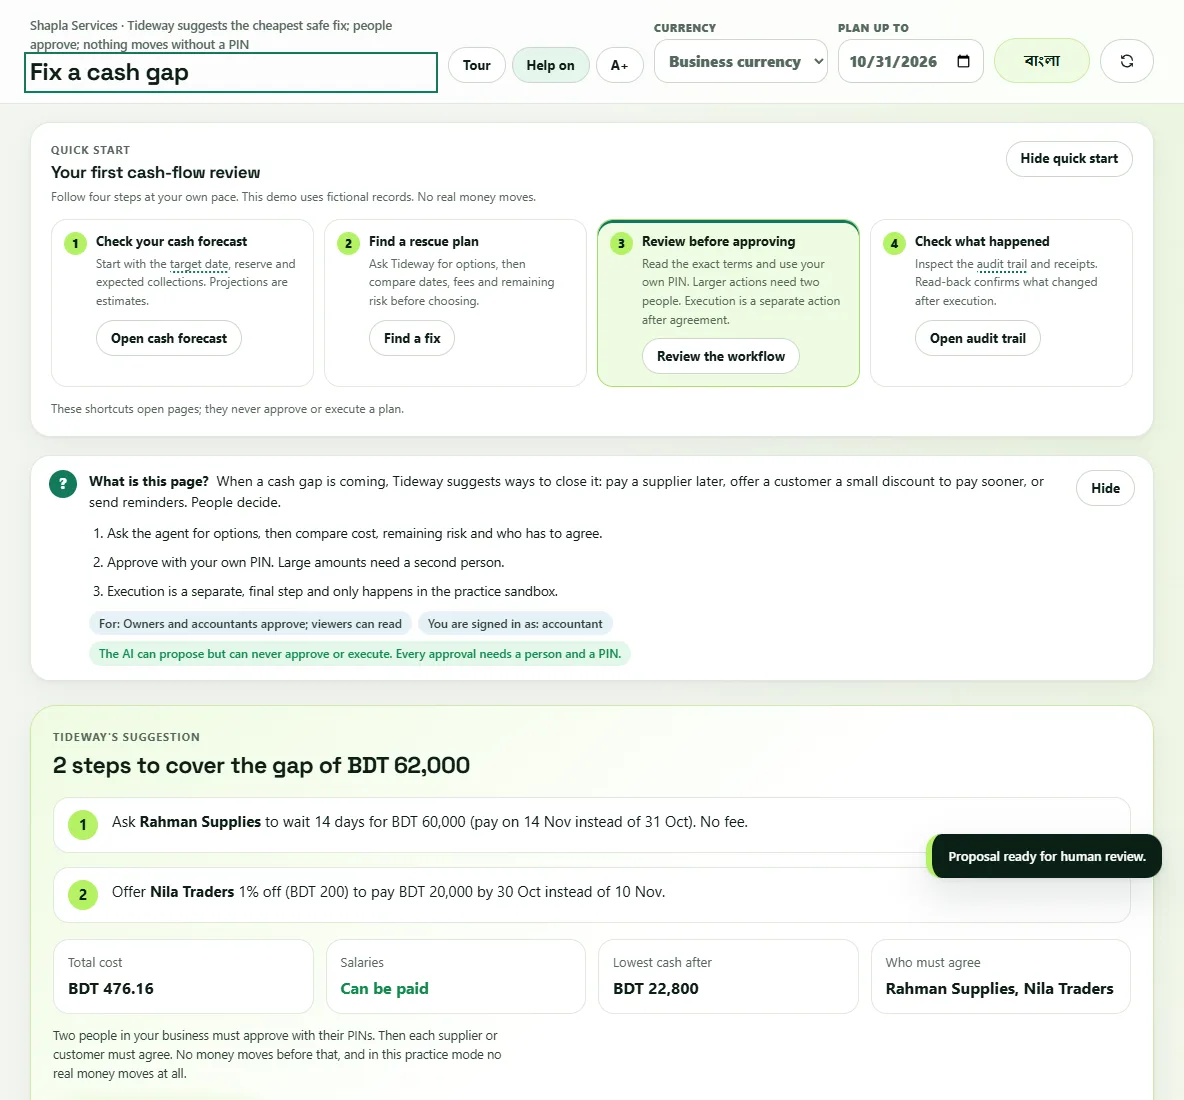 Shapla Services · Tideway suggests the cheapest safe fix; people
approve; nothing moves without a PIN
Fix a cash gap
Tour
Help on
A+
CURRENCY
Business currency
PLAN UP TO
10/31/2026
বাংলা
QUICK START
Your first cash-flow review
Follow four steps at your own pace. This demo uses fictional records. No real money moves.
Hide quick start
1
Check your cash forecast
Start with the target date, reserve and
expected collections. Projections are
estimates.
Open cash forecast
2
Find a rescue plan
Ask Tideway for options, then
compare dates, fees and remaining
risk before choosing.
Find a fix
3
Review before approving
Read the exact terms and use your
own PIN. Larger actions need two
people. Execution is a separate action
after agreement.
Review the workflow
4
Check what happened
Inspect the audit trail and receipts.
Read-back confirms what changed
after execution.
Open audit trail
These shortcuts open pages; they never approve or execute a plan.
?
What is this page? When a cash gap is coming, Tideway suggests ways to close it: pay a supplier later, offer a customer a small discount to pay sooner, or
send reminders. People decide.
Hide
1. Ask the agent for options, then compare cost, remaining risk and who has to agree.
2. Approve with your own PIN. Large amounts need a second person.
3. Execution is a separate, final step and only happens in the practice sandbox.
For: Owners and accountants approve; viewers can read
You are signed in as: accountant
The AI can propose but can never approve or execute. Every approval needs a person and a PIN.
TIDEWAY'S SUGGESTION
2 steps to cover the gap of BDT 62,000
1
Ask Rahman Supplies to wait 14 days for BDT 60,000 (pay on 14 Nov instead of 31 Oct). No fee.
Proposal ready for human review.
2
Offer Nila Traders 1% off (BDT 200) to pay BDT 20,000 by 30 Oct instead of 10 Nov.
Total cost
BDT 476.16
Salaries
Can be paid
Lowest cash after
BDT 22,800
Who must agree
Rahman Supplies, Nila Traders
Two people in your business must approve with their PINs. Then each supplier or
customer must agree. No money moves before that, and in this practice mode no
real money moves at all.